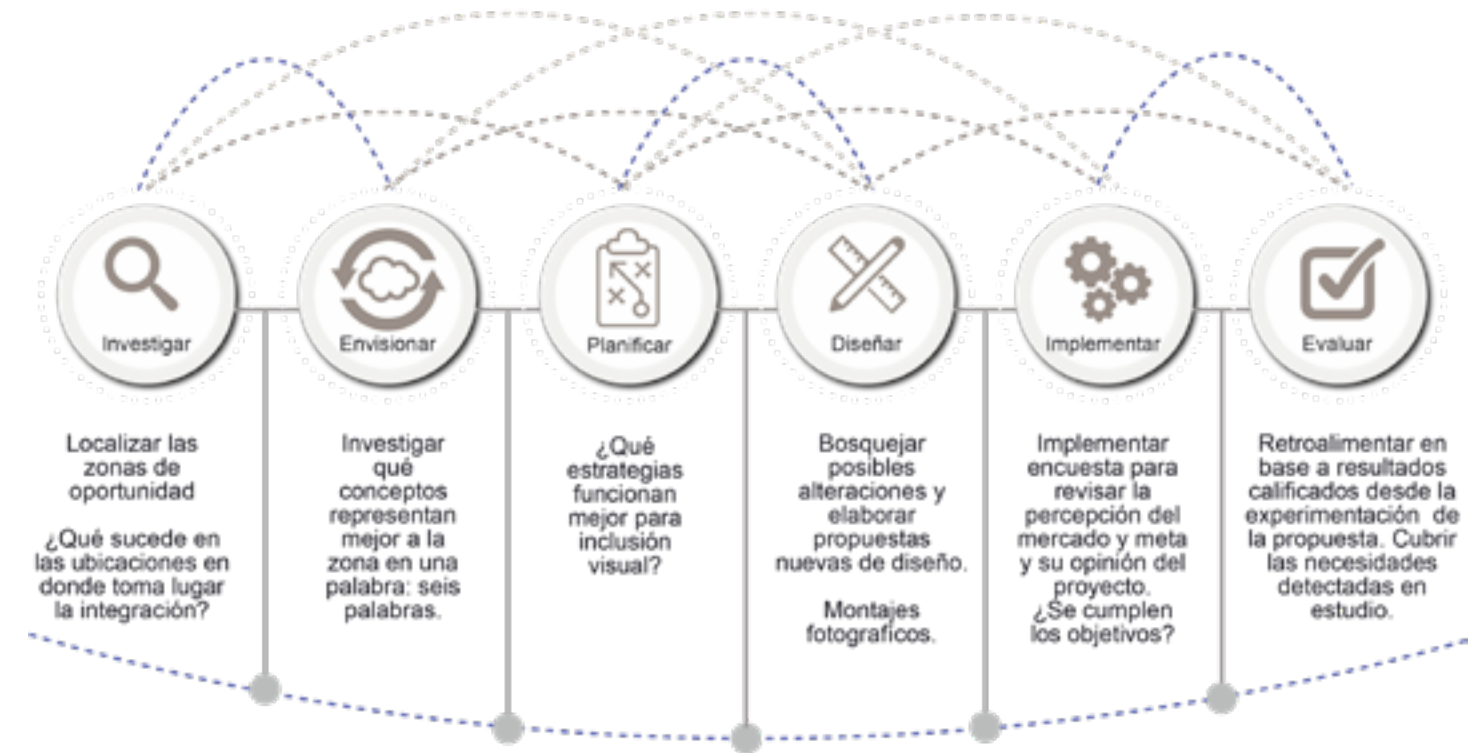 Investigar
Envisionar
Planificar
Diseñar
Implementar
Evaluar
Localizar las
zonas de
oportunidad
¿Qué sucede en
las ubicaciones en
donde toma lugar
la integración?
Investigar
qué
conceptos
representan
mejor a la
zona en una
palabra: seis
palabras.
¿Qué
estrategias
funcionan
mejor para
inclusión
visual?
Bosquejar
posibles
alteraciones y
elaborar
propuestas
nuevas de diseño.
Montajes
fotograficos.
Implementar
encuesta para
revisar la
percepción del
mercado y meta
y su opinión del
proyecto.
¿Se cumplen
los objetivos?
Retroalimentar en
base a resultados
calificados desde la
experimentación de
la propuesta. Cubrir
las necesidades
detectadas en
estudio.